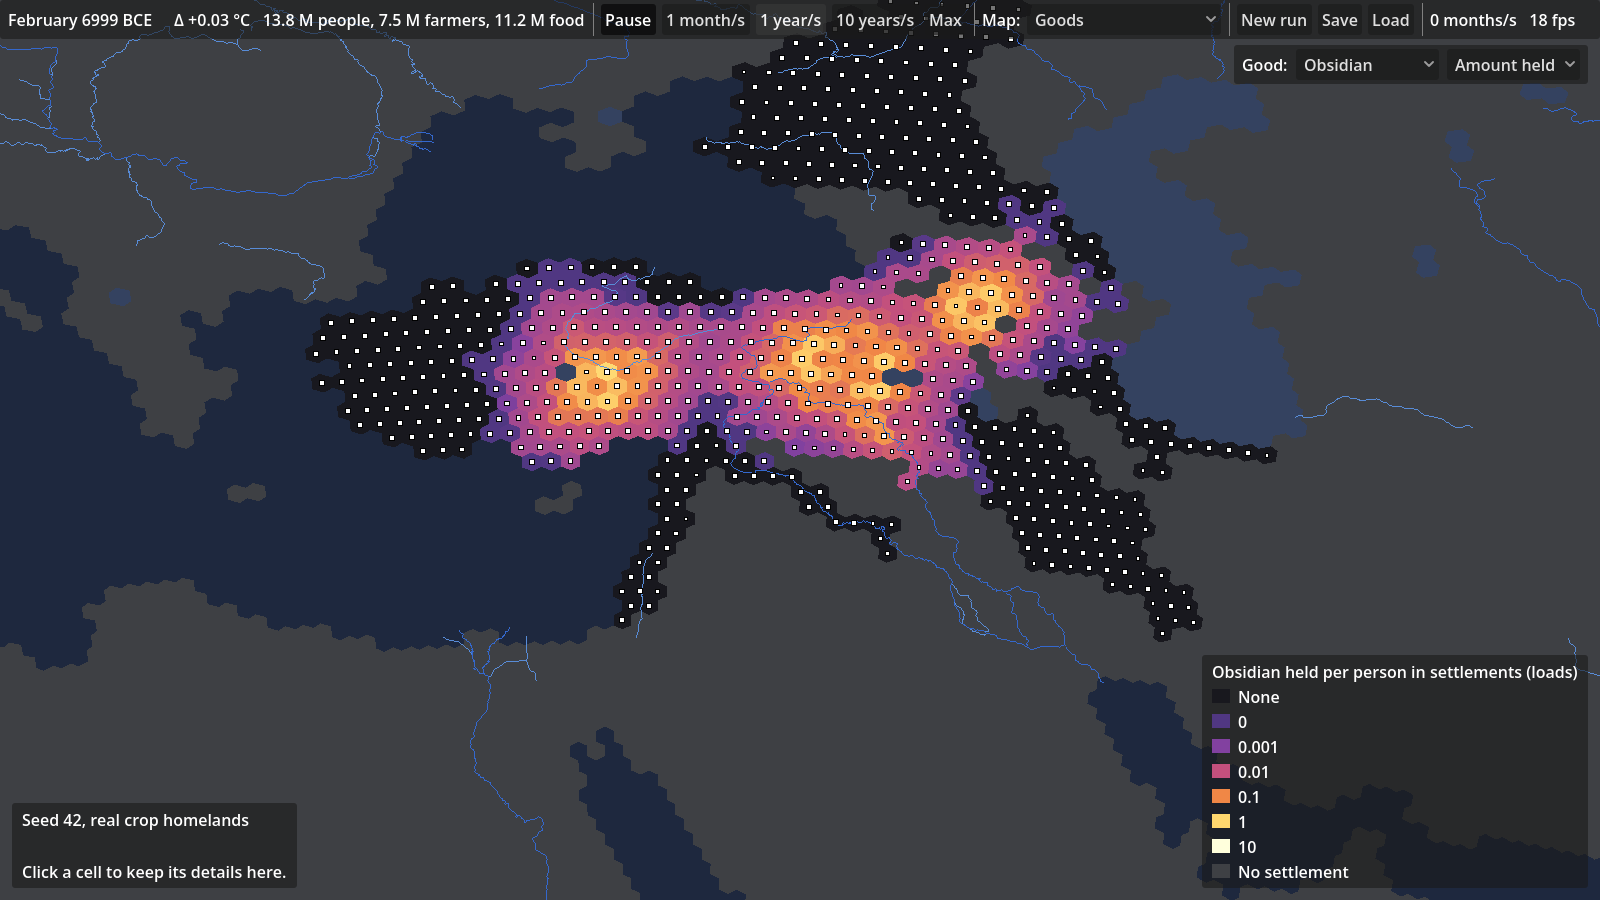 February 6999 BCE Δ +0.03 °C 13.8 M people, 7.5 M farmers, 11.2 M food Pause 1 month/s 1 year/s 10 years/s Max Map: Goods New run Save Load 0 months/s 18 fps
Good: Obsidian Amount held
Obsidian held per person in settlements (loads)
None
0
0.001
0.01
0.1
1
10
No settlement
Seed 42, real crop homelands
Click a cell to keep its details here.